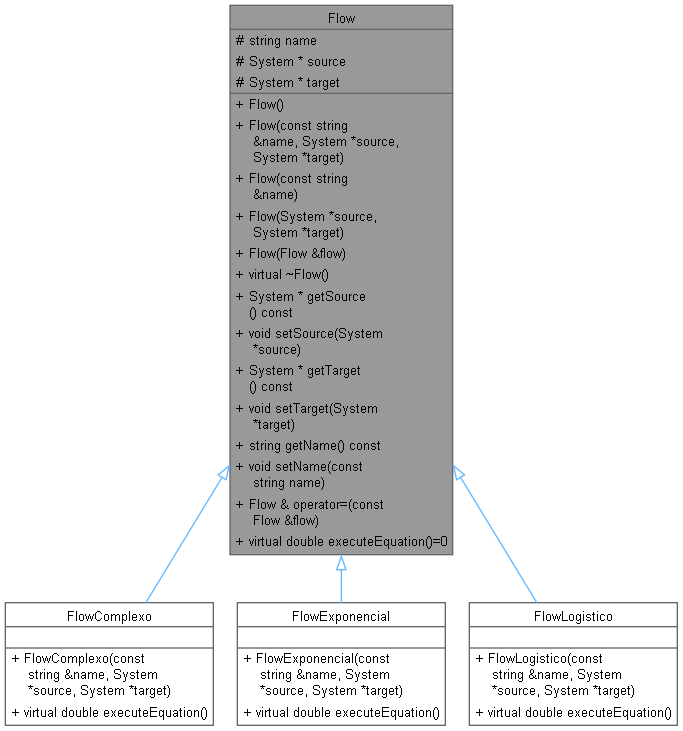 Flow
# string name
# System * source
# System * target
+ Flow()
+ Flow(const string
&name, System *source,
System *target)
+ Flow(const string
&name)
+ Flow(System *source,
System *target)
+ Flow(Flow &flow)
+ virtual ~Flow()
+ System * getSource
() const
+ void setSource(System
*source)
+ System * getTarget
() const
+ void setTarget(System
*target)
+ string getName() const
+ void setName(const
string name)
+ Flow & operator=(const
Flow &flow)
+ virtual double executeEquation()=0
FlowComplexo
+ FlowComplexo(const
string &name, System
*source, System *target)
+ virtual double executeEquation()
FlowExponencial
+ FlowExponencial(const
string &name, System
*source, System *target)
+ virtual double executeEquation()
FlowLogistico
+ FlowLogistico(const
string &name, System
*source, System *target)
+ virtual double executeEquation()